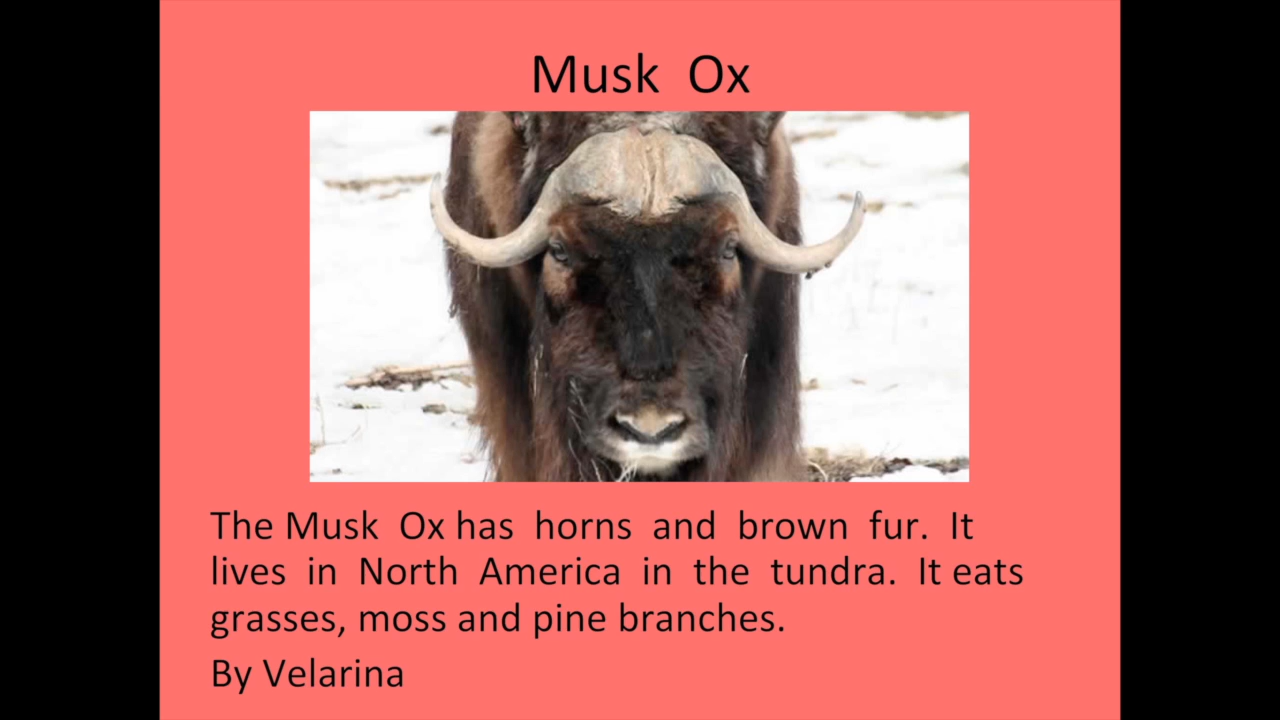 Musk Ox
The Musk Ox has horns and brown fur. It
lives in North America in the tundra. It eats
grasses, moss and pine branches.
By Velarina